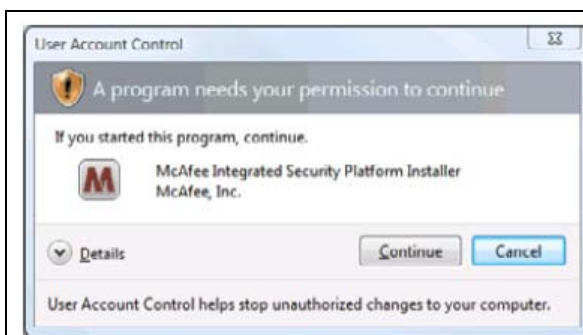 User Account Control
A program needs your permission to continue
If you started this program, continue.
McAfee Integrated Security Platform Installer
McAfee, Inc.
Details
Continue
Cancel
User Account Control helps stop unauthorized changes to your computer.